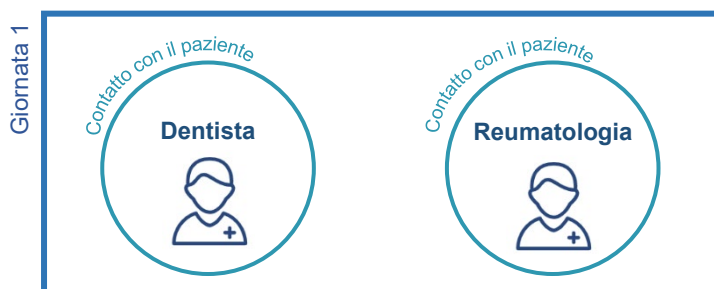 Giornata 1
Contatto con il paziente
Dentista
Contatto con il paziente
Reumatologia